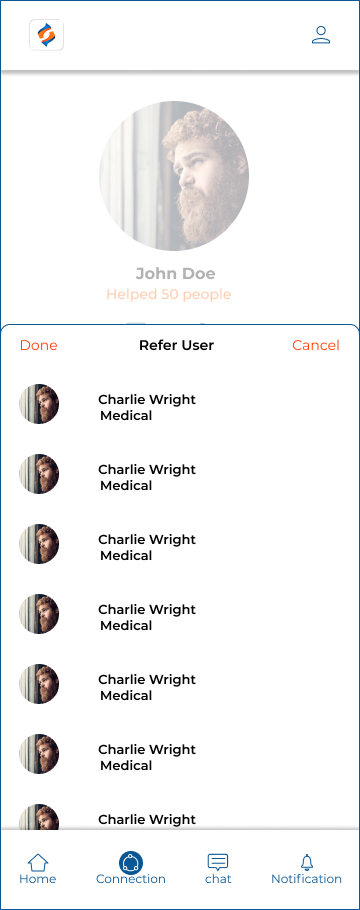 John Doe
Helped 50 people
Done Refer User Cancel
Charlie Wright
Medical
Charlie Wright
Medical
Charlie Wright
Medical
Charlie Wright
Medical
Charlie Wright
Medical
Charlie Wright
Medical
Charlie Wright
Home Connection chat Notification